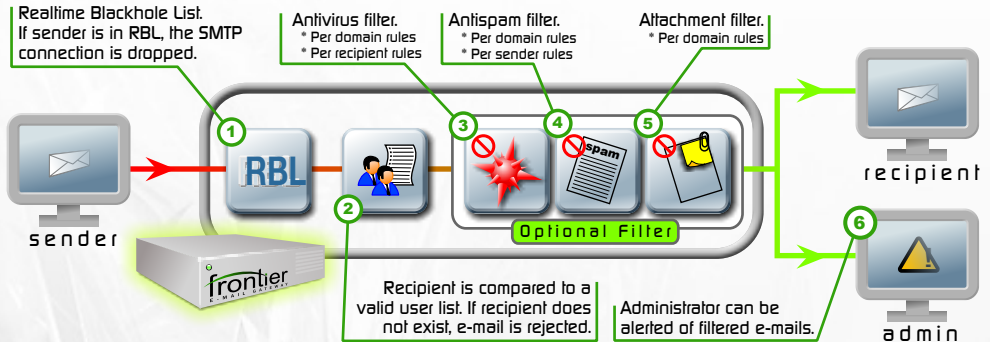 Realtime Blackhole List.
If sender is in RBL, the SMTP
connection is dropped.
Antivirus filter.
* Per domain rules
* Per recipient rules
Antispam filter.
* Per domain rules
* Per sender rules
Attachment filter.
* Per domain rules
1
RBL
2
3
4
spam
5
Optional Filter
sender
recipient
frontier
E-MAIL GATEWAY
Recipient is compared to a
valid user list. If recipient does
not exist, e-mail is rejected.
Administrator can be
alerted of filtered e-mails.
6
admin